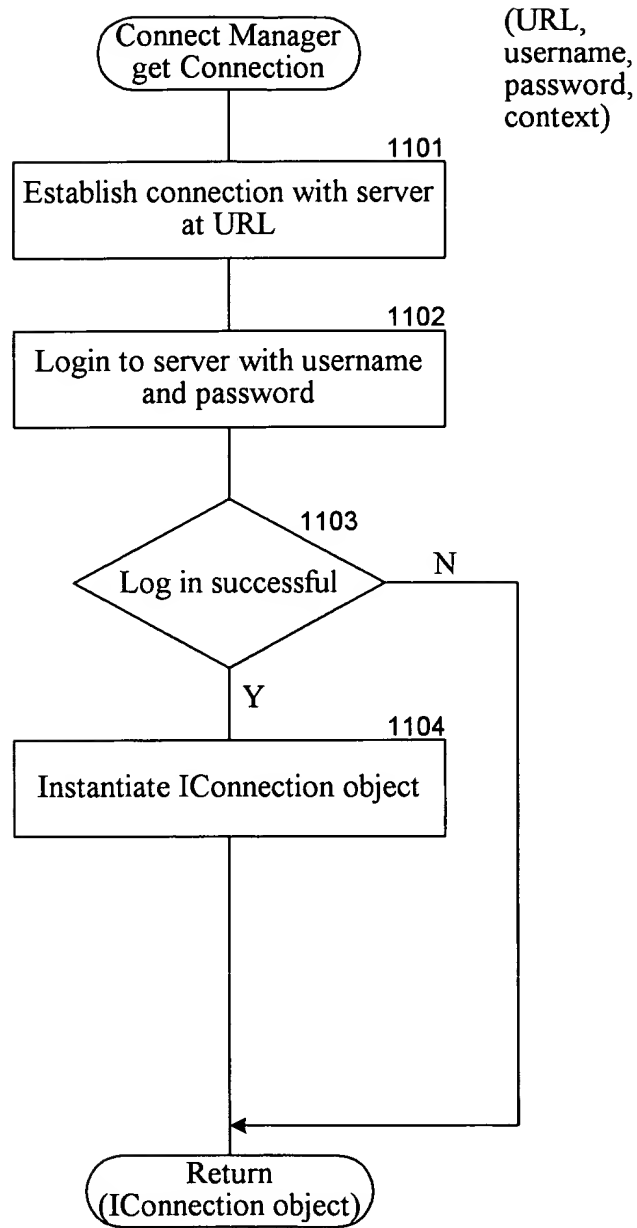 Connect Manager
get Connection
(URL,
username,
password,
context)
1101
Establish connection with server
at URL
1102
Login to server with username
and password
1103
Log in successful
N
Y
1104
Instantiate IConnection object
Return
(IConnection object)